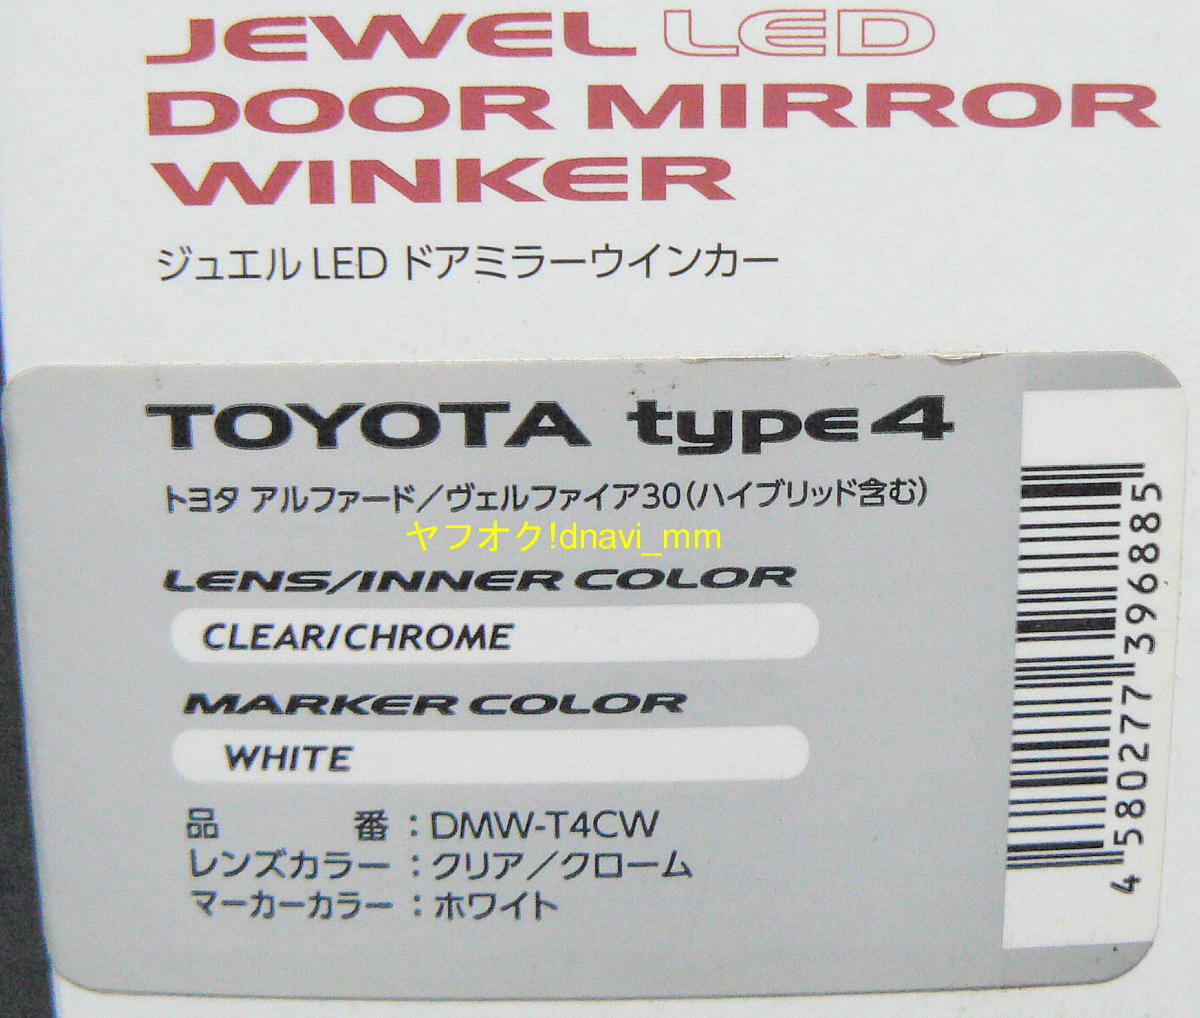 JEWEL LED
DOOR MIRROR
WINKER
ジュエル LED ドアミラーウインカー
TOYOTA type4
トヨタ アルファード/ヴェルファイア30(ハイブリッド含む)
ヤフオク!dnavi_mm
LENS/INNER COLOR
CLEAR/CHROME
MARKER COLOR
WHITE
品番:DMW-T4CW
レンズカラー:クリア/クローム
マーカーカラー:ホワイト
4580277396885